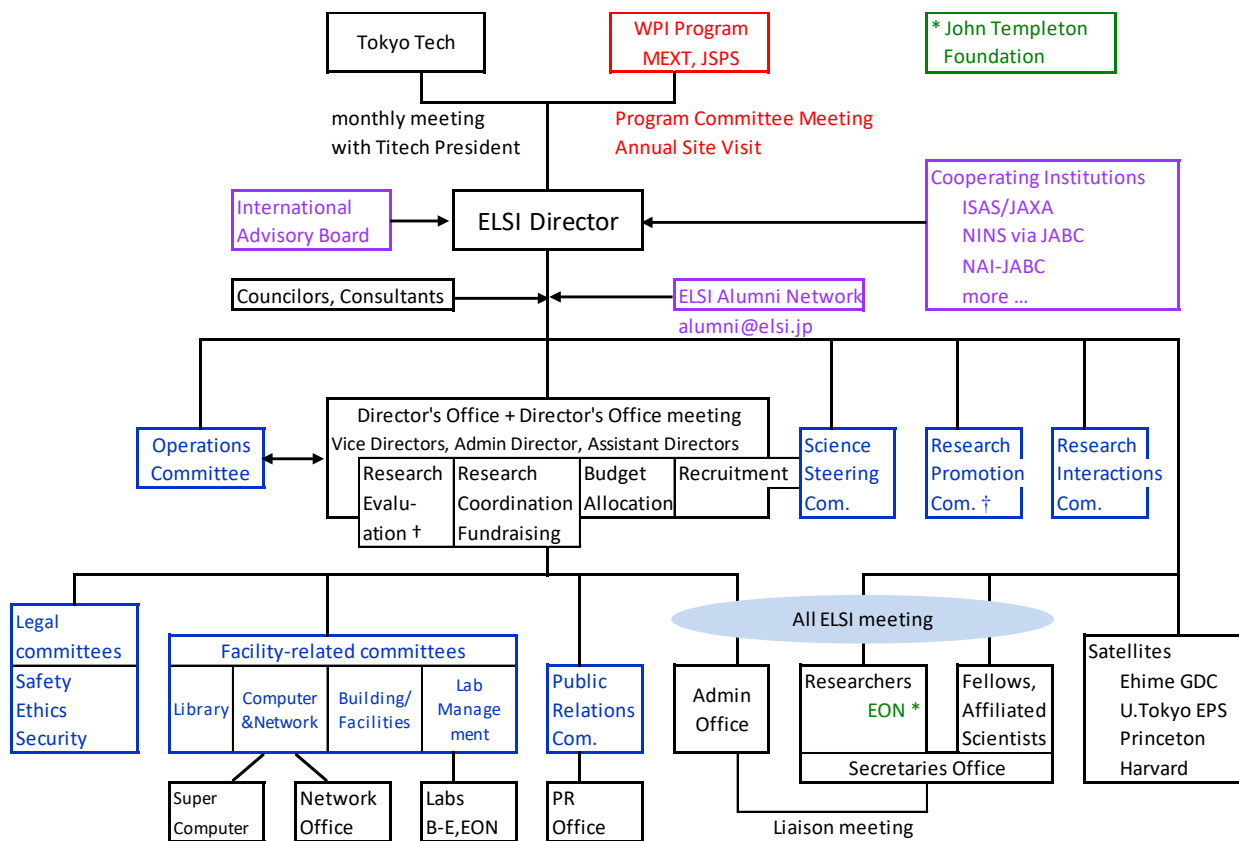 Tokyo Tech
WPI Program
MEXT, JSPS
* John Templeton
Foundation
monthly meeting
with Titech President
Program Committee Meeting
Annual Site Visit
International
Advisory Board
ELSI Director
Cooperating Institutions
ISAS/JAXA
NINS via JABC
NAI-JABC
more ...
Councilors, Consultants
ELSI Alumni Network
alumni@elsi.jp
Operations
Committee
Director's Office + Director's Office meeting
Vice Directors, Admin Director, Assistant Directors
Research
Evalu-
ation †
Research
Coordination
Fundraising
Budget
Allocation
Recruitment
Science
Steering
Com.
Research
Promotion
Com. †
Research
Interactions
Com.
Legal
committees
Safety
Ethics
Security
Facility-related committees
Library
Computer
&Network
Building/
Facilities
Lab
Manage
ment
Public
Relations
Com.
All ELSI meeting
Admin
Office
Researchers
EON *
Fellows,
Affiliated
Scientists
Secretaries Office
Satellites
Ehime GDC
U.Tokyo EPS
Princeton
Harvard
Super
Computer
Network
Office
Labs
B-E,EON
PR
Office
Liaison meeting